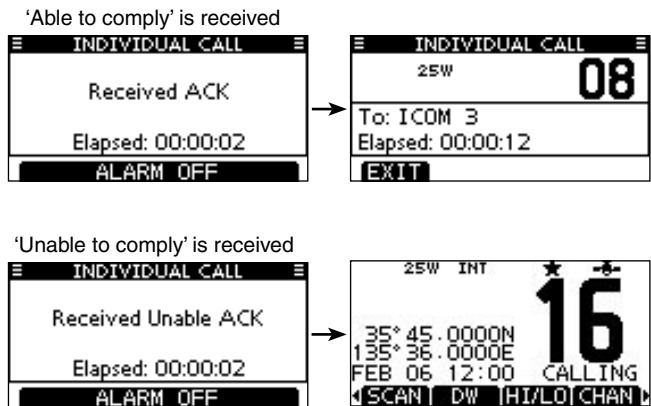 ‘Able to comply’ is received
INDIVIDUAL CALL
Received ACK
Elapsed: 00:00:02
ALARM OFF
INDIVIDUAL CALL
25W
08
To: ICOM 3
Elapsed: 00:00:12
EXIT
‘Unable to comply’ is received
INDIVIDUAL CALL
Received Unable ACK
Elapsed: 00:00:02
ALARM OFF
25W INT
16
35° 45.0000N
135° 36.0000E
FEB 06 12:00 CALLING
SCAN DW HI/LO CHAN